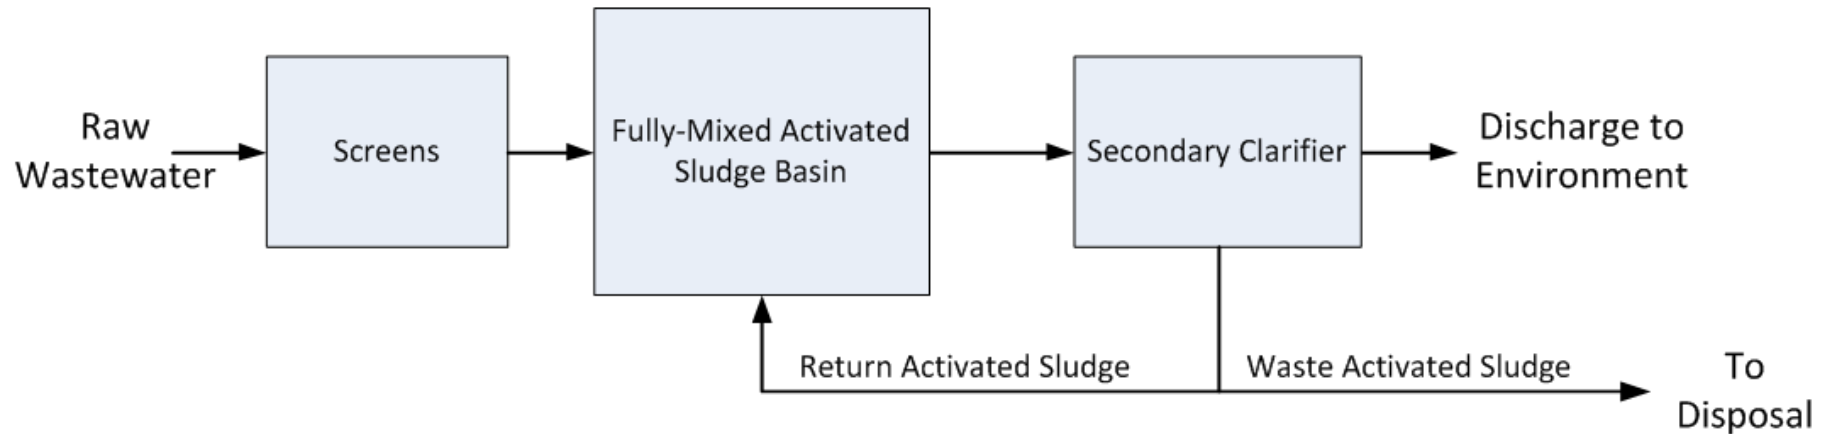 Raw
Wastewater
Screens
Fully-Mixed Activated
Sludge Basin
Secondary Clarifier
Discharge to
Environment
Return Activated Sludge
Waste Activated Sludge
To
Disposal